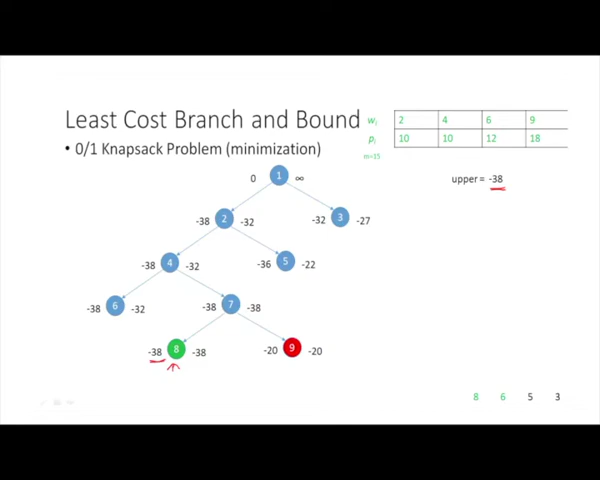 Least Cost Branch and Bound
• 0/1 Knapsack Problem (minimization)
wi 2 4 6 9
pi 10 10 12 18
m=15
upper = -38
0 1 ∞
-38 2 -32
-32 3 -27
-38 4 -32
-36 5 -22
-38 6 -32
-38 7 -38
-38 8 -38
-20 9 -20
8 6 5 3